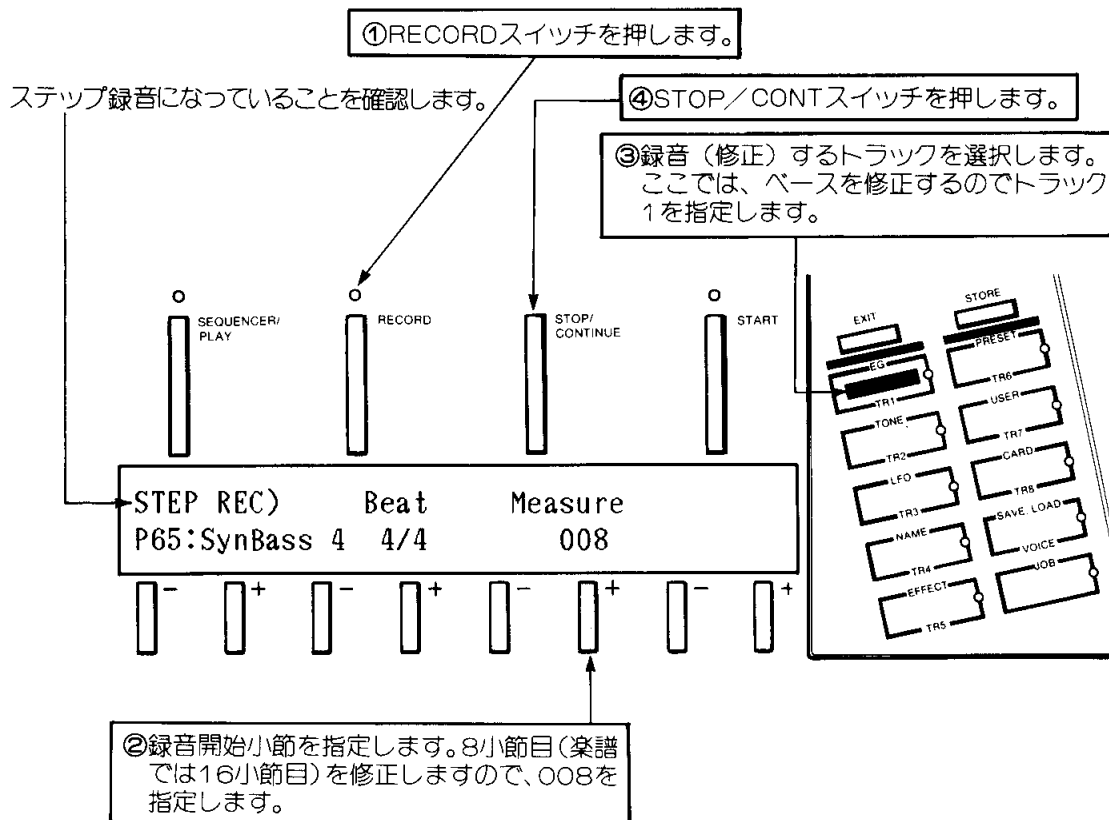 ①RECORDスイッチを押します。
ステップ録音になっていることを確認します。
④STOP／CONTスイッチを押します。
③録音（修正）するトラックを選択します。
ここでは、ベースを修正するのでトラック
1を指定します。
SEQUENCER/
PLAY
RECORD
STOP/
CONTINUE
START
EXIT
STORE
EG
TR1
PRESET
TR6
TONE
TR2
USER
TR7
LFO
TR3
CARD
TR8
NAME
TR4
SAVE. LOAD
VOICE
EFFECT
TR5
JOB
STEP REC) Beat Measure
P65:SynBass 4 4/4 008
- + - + - + - +
②録音開始小節を指定します。8小節目（楽譜
では16小節目）を修正しますので、008を
指定します。